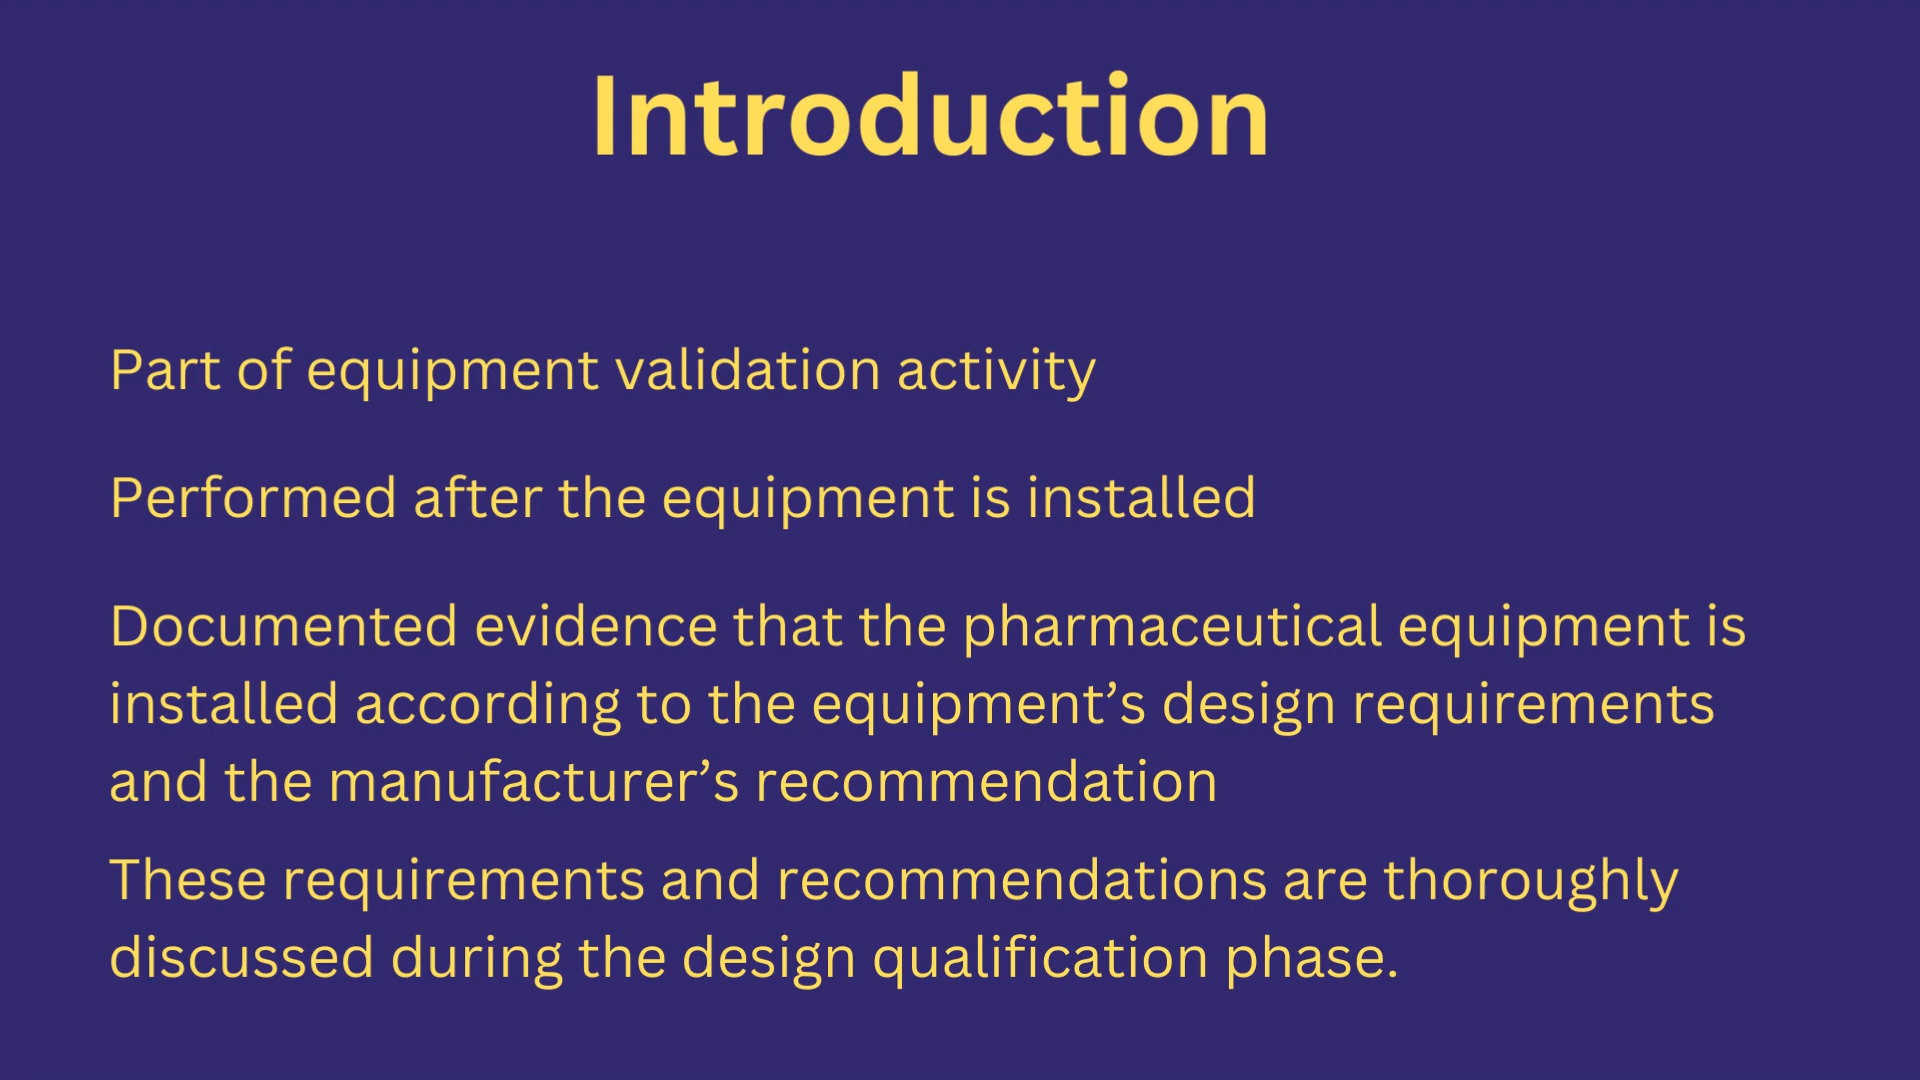 Introduction
Part of equipment validation activity
Performed after the equipment is installed
Documented evidence that the pharmaceutical equipment is
installed according to the equipment’s design requirements
and the manufacturer’s recommendation
These requirements and recommendations are thoroughly
discussed during the design qualification phase.